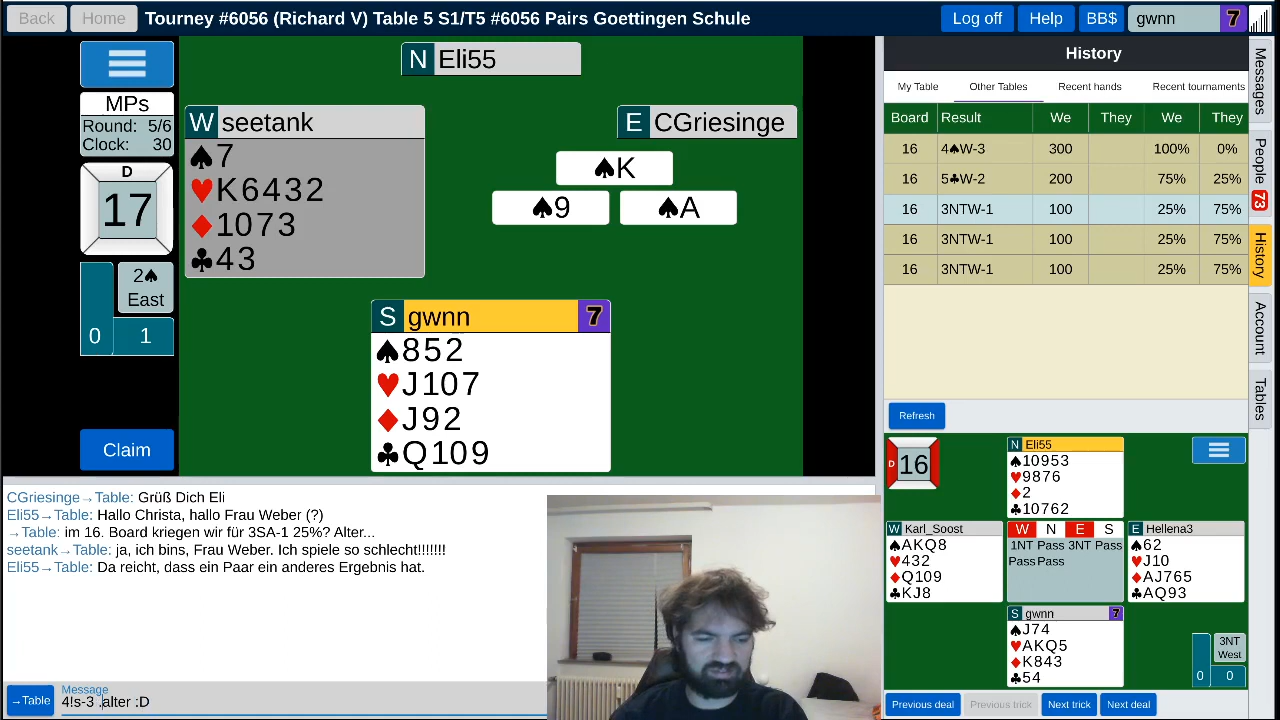 Back Home Tourney #6056 (Richard V) Table 5 S1/T5 #6056 Pairs Goettingen Schule Log off Help BB$ gwnn 7
MPs
Round: 5/6
Clock: 30
D
17
2♠
East
0 1
Claim
N Eli55
W seetank
♠7
♥K6432
♦1073
♣43
E CGriesinge
♠K
♠9 ♠A
S gwnn 7
♠852
♥J107
♦J92
♣Q109
CGriesinge→Table: Grüß Dich Eli
Eli55→Table: Hallo Christa, hallo Frau Weber (?)
→Table: im 16. Board kriegen wir für 3SA-1 25%? Alter...
seetank→Table: ja, ich bins, Frau Weber. Ich spiele so schlecht!!!!!!!
Eli55→Table: Da reicht, dass ein Paar ein anderes Ergebnis hat.
→Table
Message
4!s-3 alter :D
History
My Table Other Tables Recent hands Recent tournaments
Board Result We They We They
16 4♠W-3 300 100% 0%
16 5♣W-2 200 75% 25%
16 3NTW-1 100 25% 75%
16 3NTW-1 100 25% 75%
16 3NTW-1 100 25% 75%
Refresh
D 16
N Eli55
♠10953
♥9876
♦2
♣10762
W Karl_Soost
♠AKQ8
♥432
♦Q109
♣KJ8
W N E S
1NT Pass 3NT Pass
Pass Pass
E Hellena3
♠62
♥J10
♦AJ765
♣AQ93
S gwnn 7
♠J74
♥AKQ5
♦K843
♣54
3NT
West
0 0
Previous deal Previous trick Next trick Next deal
Messages
People 73
History
Account
Tables